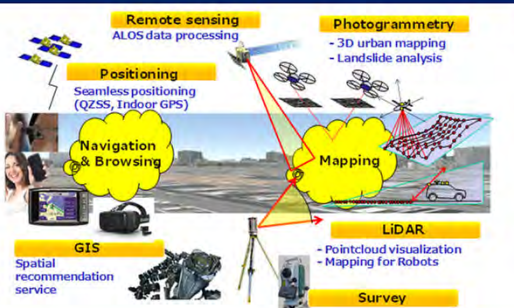 Remote sensing
ALOS data processing
Photogrammetry
- 3D urban mapping
- Landslide analysis
Positioning
Seamless positioning
(QZSS, Indoor GPS)
Navigation
& Browsing
Mapping
GIS
Spatial
recommendation
service
LiDAR
- Pointcloud visualization
- Mapping for Robots
Survey